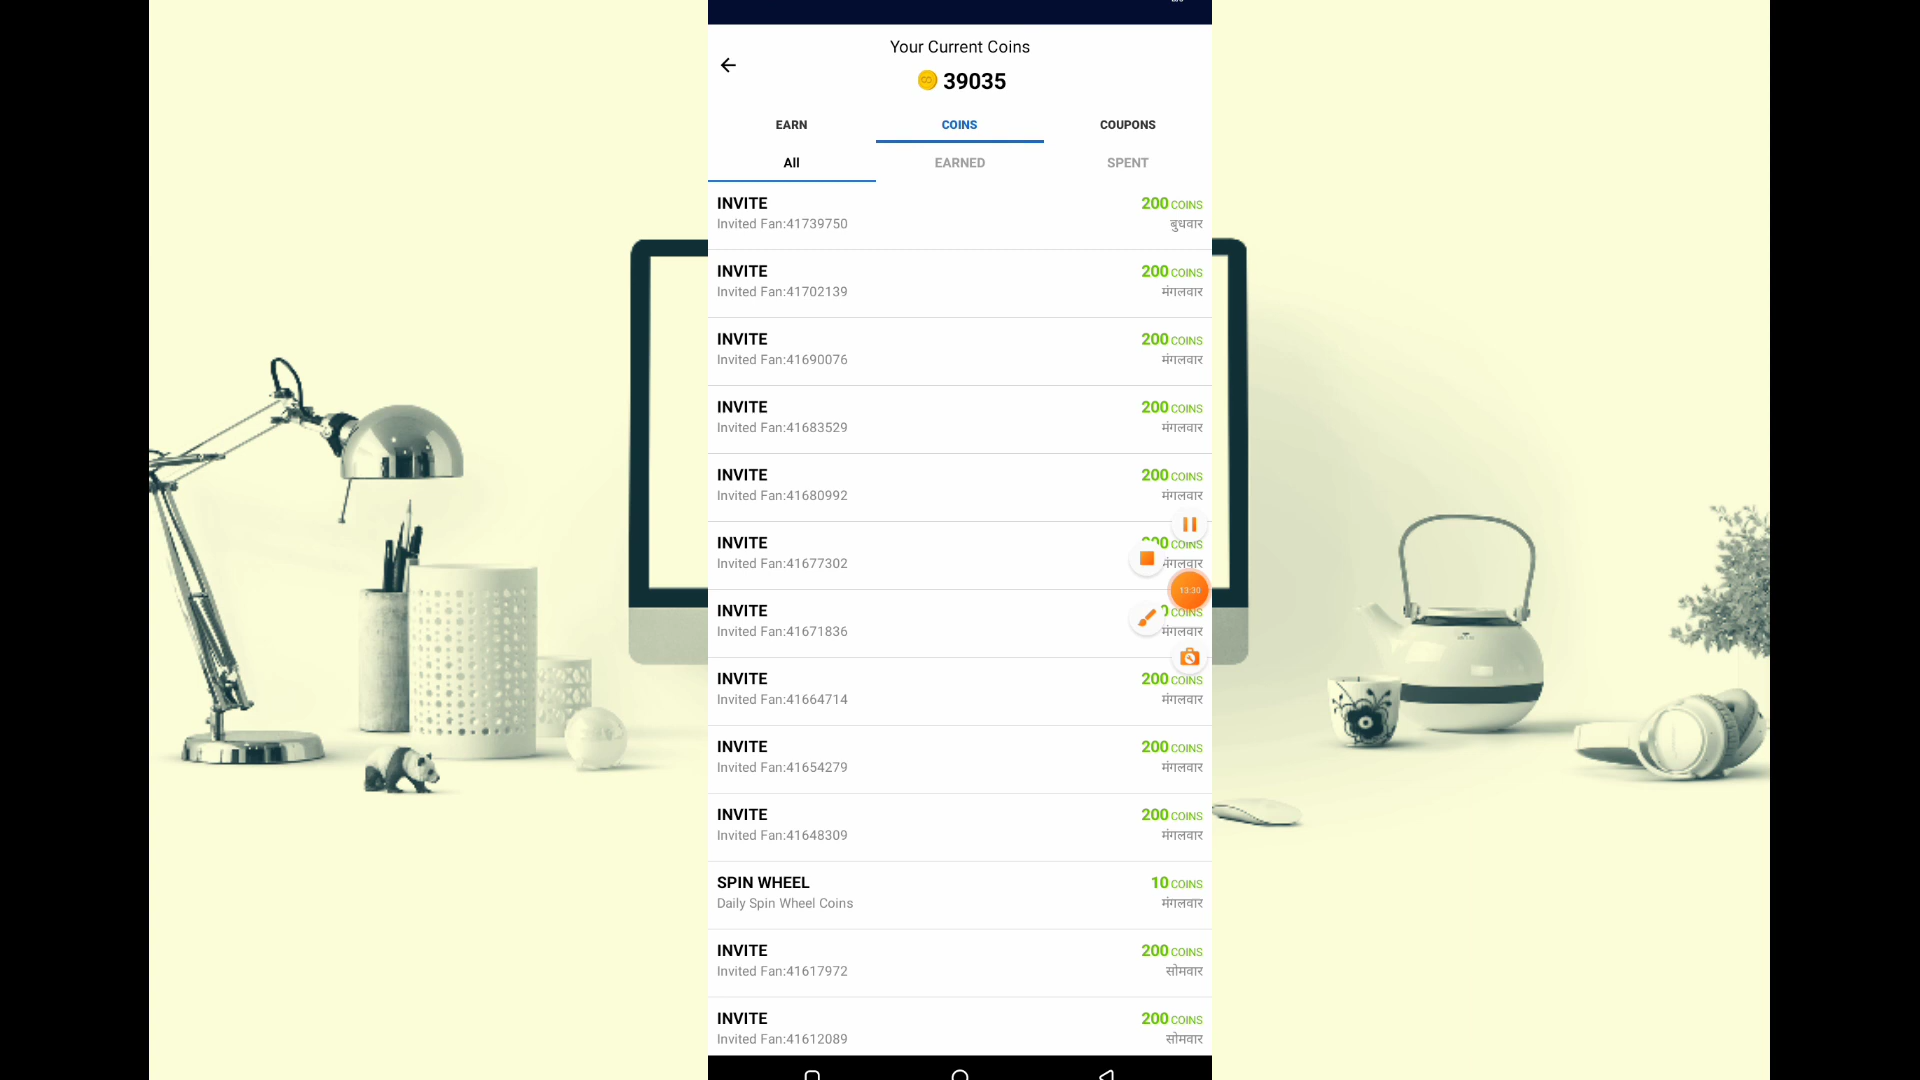 Your Current Coins
39035
EARN COINS COUPONS
All EARNED SPENT
INVITE 200 COINS
Invited Fan:41739750 बुधवार
INVITE 200 COINS
Invited Fan:41702139 मंगलवार
INVITE 200 COINS
Invited Fan:41690076 मंगलवार
INVITE 200 COINS
Invited Fan:41683529 मंगलवार
INVITE 200 COINS
Invited Fan:41680992 मंगलवार
INVITE COINS
Invited Fan:41677302 मंगलवार
13:30
INVITE COINS
Invited Fan:41671836 मंगलवार
INVITE 200 COINS
Invited Fan:41664714 मंगलवार
INVITE 200 COINS
Invited Fan:41654279 मंगलवार
INVITE 200 COINS
Invited Fan:41648309 मंगलवार
SPIN WHEEL 10 COINS
Daily Spin Wheel Coins मंगलवार
INVITE 200 COINS
Invited Fan:41617972 सोमवार
INVITE 200 COINS
Invited Fan:41612089 सोमवार